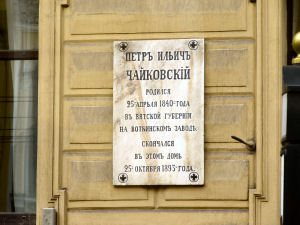 ПЕТРЪ ИЛЬИЧЪ
ЧАЙКОВСКІЙ
РОДИЛСЯ
25 АПРѢЛЯ 1840 ГОДА
ВЪ ВЯТСКОЙ ГУБЕРНІИ
НА ВОТКИНСКОМЪ ЗАВОДѢ.
СКОНЧАЛСЯ
ВЪ ЭТОМЪ ДОМѢ
25 ОКТЯБРЯ 1893 ГОДА.